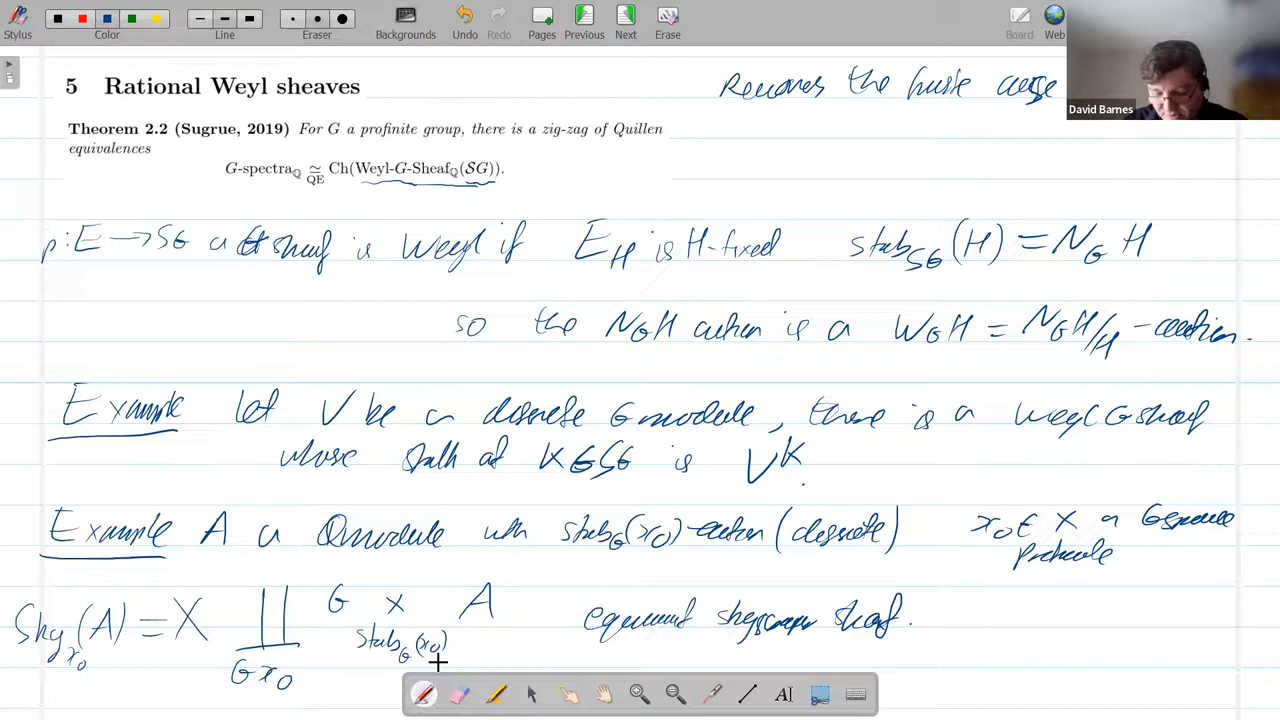 Stylus
Color
Line
Eraser
Backgrounds
Undo
Redo
Pages
Previous
Next
Erase
Board
Web
David Barnes
5 Rational Weyl sheaves
Removes the finite
Theorem 2.2 (Sugrue, 2019) For G a profinite group, there is a zig-zag of Quillen
equivalences
G-spectra_ℚ ≃_QE Ch(Weyl-G-Sheaf_ℚ(SG)).
p: E → SG a G sheaf is Weyl if E_H is H-fixed stab_SG(H) = N_G H
so the N_G H action is a W_G H = N_G H/H - action.
Example Let V be a discrete G module, there is a Weyl G sheaf
whose stalk at K ∈ SG is V^K.
Example A a Q module with stab_G(x_0)-action (discrete) x_0 ∈ X a G space
profinite
Sky_{x_0}(A) = X ∐_{G x_0} G ×_{Stab_G(x_0)} A equivariant skyscraper sheaf.
A